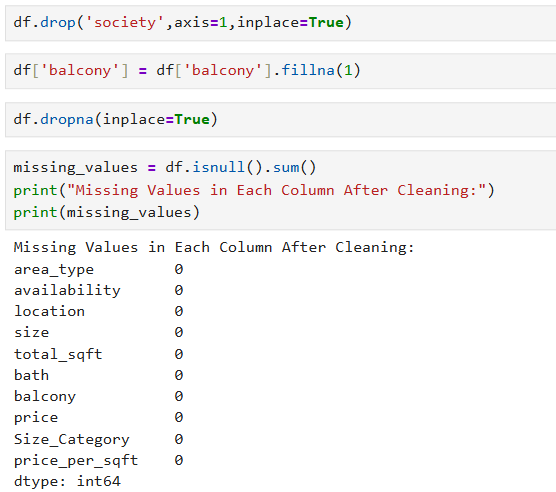 df.drop('society',axis=1,inplace=True)
df['balcony'] = df['balcony'].fillna(1)
df.dropna(inplace=True)
missing_values = df.isnull().sum()
print("Missing Values in Each Column After Cleaning:")
print(missing_values)
Missing Values in Each Column After Cleaning:
area_type         0
availability      0
location          0
size              0
total_sqft        0
bath              0
balcony           0
price             0
Size_Category     0
price_per_sqft    0
dtype: int64